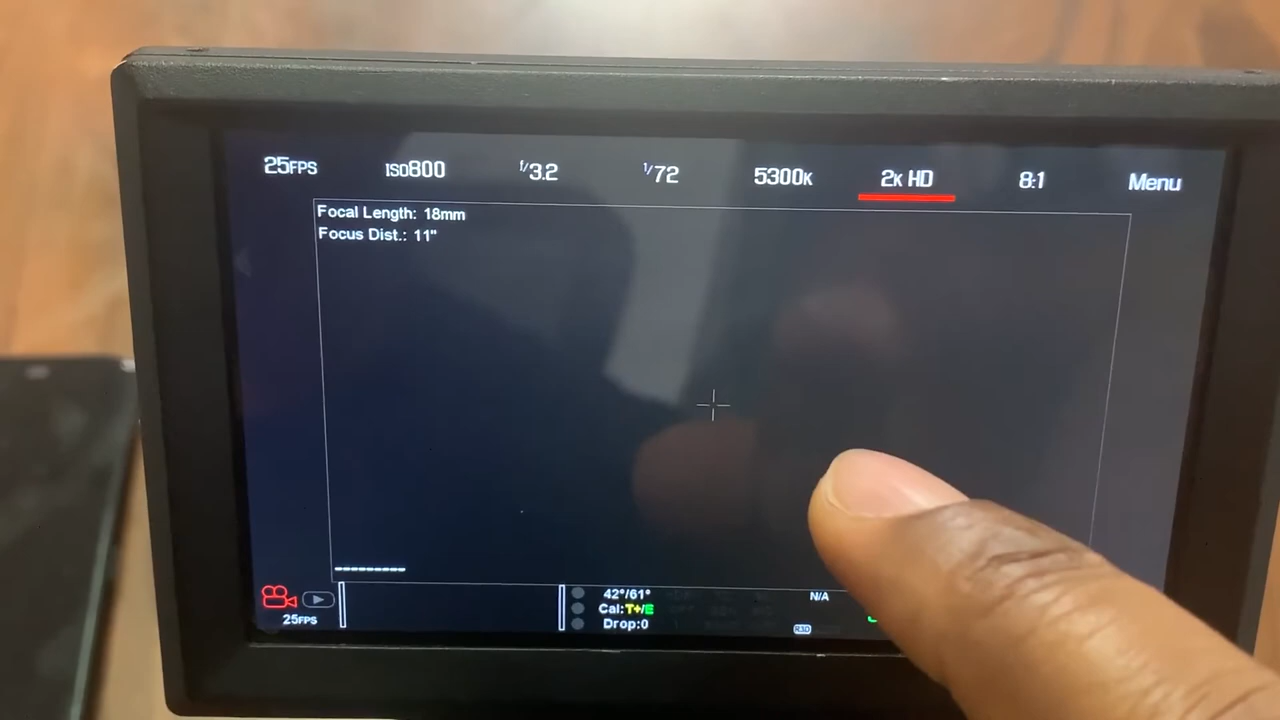 25FPS ISO800 f/3.2 1/72 5300K 2K HD 8:1 Menu
Focal Length: 18mm
Focus Dist.: 11"
---------
42°/61°
Cal:T+/E
Drop:0
N/A
R3D
25FPS